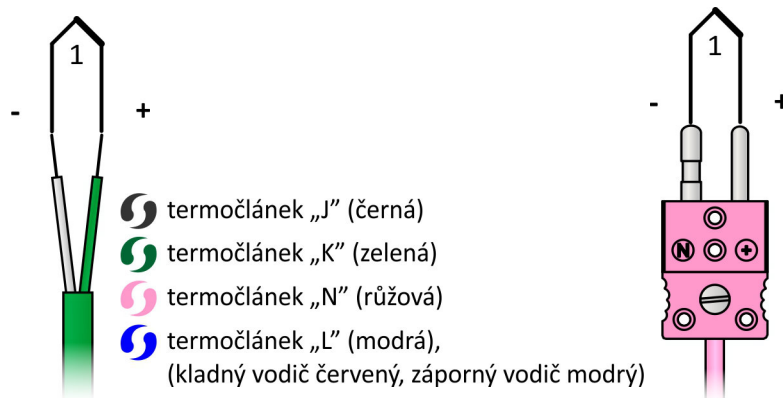 1
- +
termočlánek „J” (černá)
termočlánek „K” (zelená)
termočlánek „N” (růžová)
termočlánek „L” (modrá),
(kladný vodič červený, záporný vodič modrý)
1
- +
N +